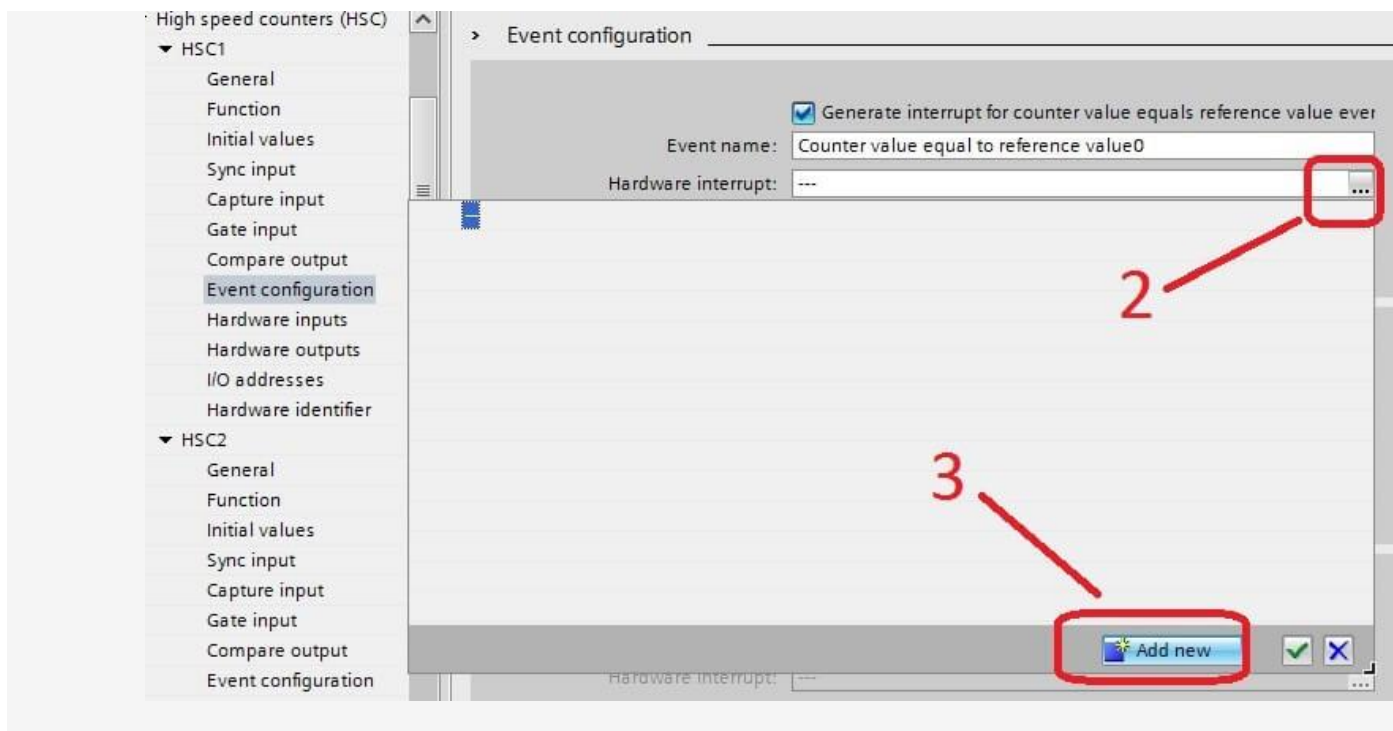 High speed counters (HSC)
HSC1
General
Function
Initial values
Sync input
Capture input
Gate input
Compare output
Event configuration
Hardware inputs
Hardware outputs
I/O addresses
Hardware identifier
HSC2
General
Function
Initial values
Sync input
Capture input
Gate input
Compare output
Event configuration
Event configuration
Generate interrupt for counter value equals reference value ever
Event name: Counter value equal to reference value0
Hardware interrupt: --- ...
2
3
Add new
Hardware interrupt: --- ...